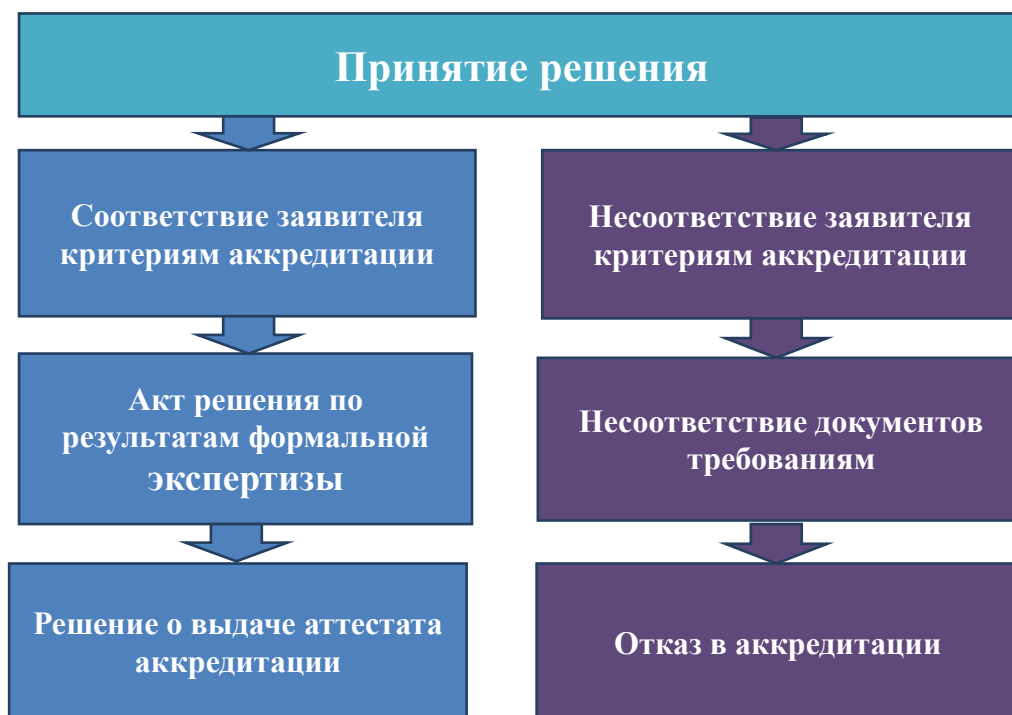 Принятие решения
Соответствие заявителя
критериям аккредитации
Несоответствие заявителя
критериям аккредитации
Акт решения по
результатам формальной
экспертизы
Несоответствие документов
требованиям
Решение о выдаче аттестата
аккредитации
Отказ в аккредитации